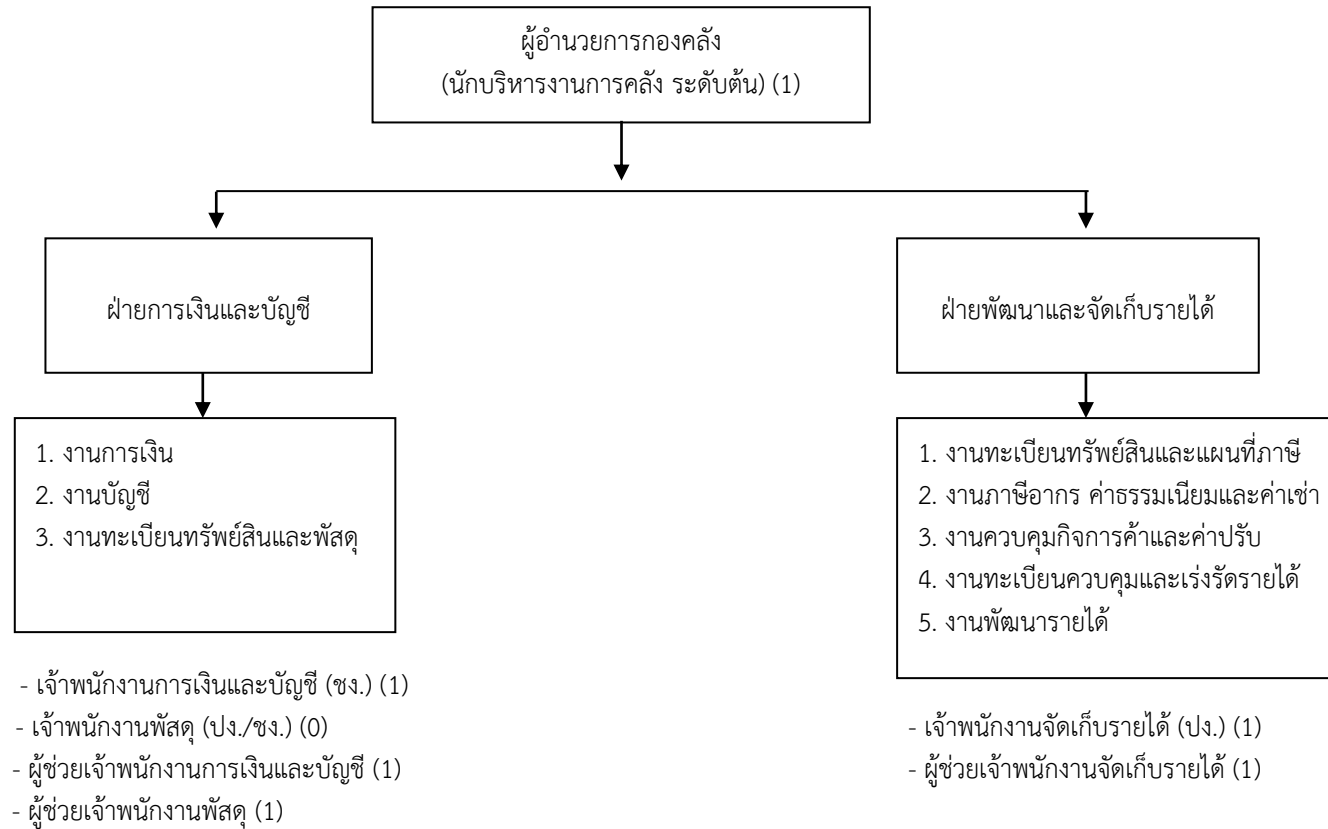 ผู้อำนวยการกองคลัง
(นักบริหารงานการคลัง ระดับต้น) (1)
ฝ่ายการเงินและบัญชี
1. งานการเงิน
2. งานบัญชี
3. งานทะเบียนทรัพย์สินและพัสดุ
- เจ้าพนักงานการเงินและบัญชี (ชง.) (1)
- เจ้าพนักงานพัสดุ (ปง./ชง.) (0)
- ผู้ช่วยเจ้าพนักงานการเงินและบัญชี (1)
- ผู้ช่วยเจ้าพนักงานพัสดุ (1)
ฝ่ายพัฒนาและจัดเก็บรายได้
1. งานทะเบียนทรัพย์สินและแผนที่ภาษี
2. งานภาษีอากร ค่าธรรมเนียมและค่าเช่า
3. งานควบคุมกิจการค้าและค่าปรับ
4. งานทะเบียนควบคุมและเร่งรัดรายได้
5. งานพัฒนารายได้
- เจ้าพนักงานจัดเก็บรายได้ (ปง.) (1)
- ผู้ช่วยเจ้าพนักงานจัดเก็บรายได้ (1)